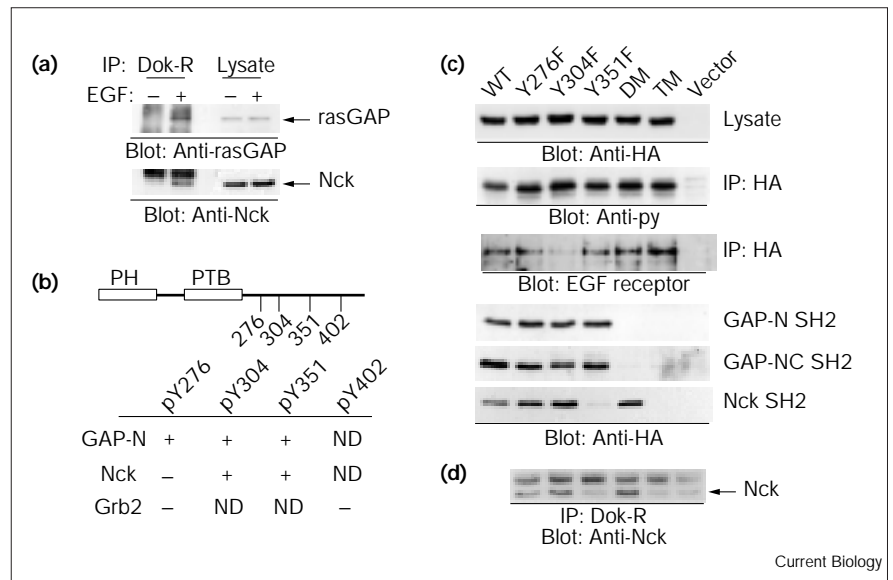 (a)
IP: Dok-R Lysate
EGF: – + – +
rasGAP
Blot: Anti-rasGAP
Nck
Blot: Anti-Nck
(b)
PH PTB
276 304 351 402
pY276 pY304 pY351 pY402
GAP-N + + + ND
Nck – + + ND
Grb2 – ND ND –
(c)
WT Y276F Y304F Y351F DM TM Vector
Lysate
Blot: Anti-HA
IP: HA
Blot: Anti-py
IP: HA
Blot: EGF receptor
GAP-N SH2
GAP-NC SH2
Nck SH2
Blot: Anti-HA
(d)
Nck
IP: Dok-R
Blot: Anti-Nck
Current Biology